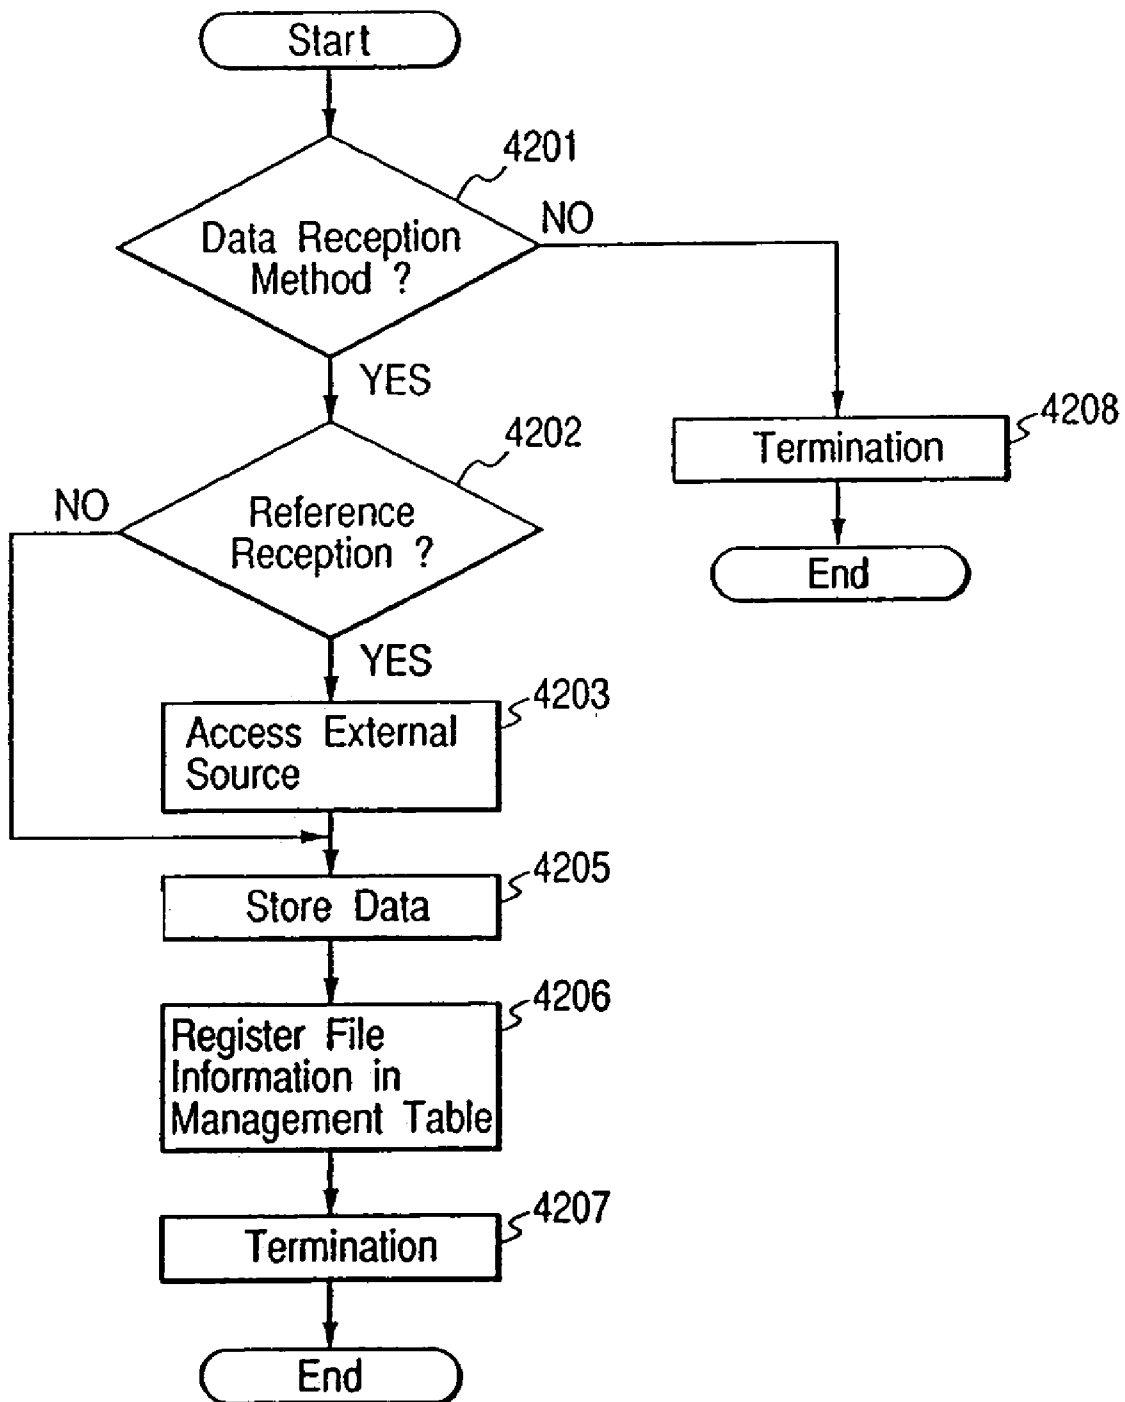 Start
4201
Data Reception
Method ?
NO
YES
4202
4208
Termination
NO
Reference
Reception ?
End
YES
4203
Access External
Source
4205
Store Data
4206
Register File
Information in
Management Table
4207
Termination
End